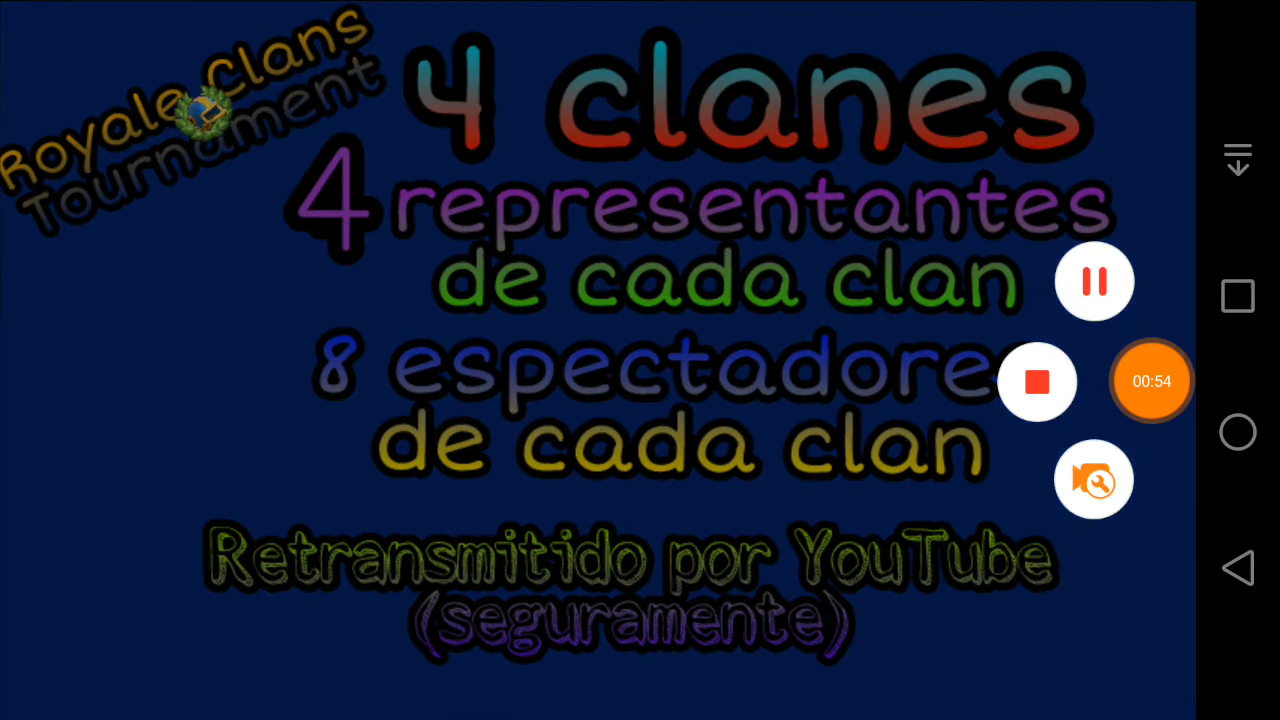 Royale Clans
Tournament
4 clanes
4 representantes
de cada clan
8 espectadore
de cada clan
00:54
Retransmitido por YouTube
(seguramente)